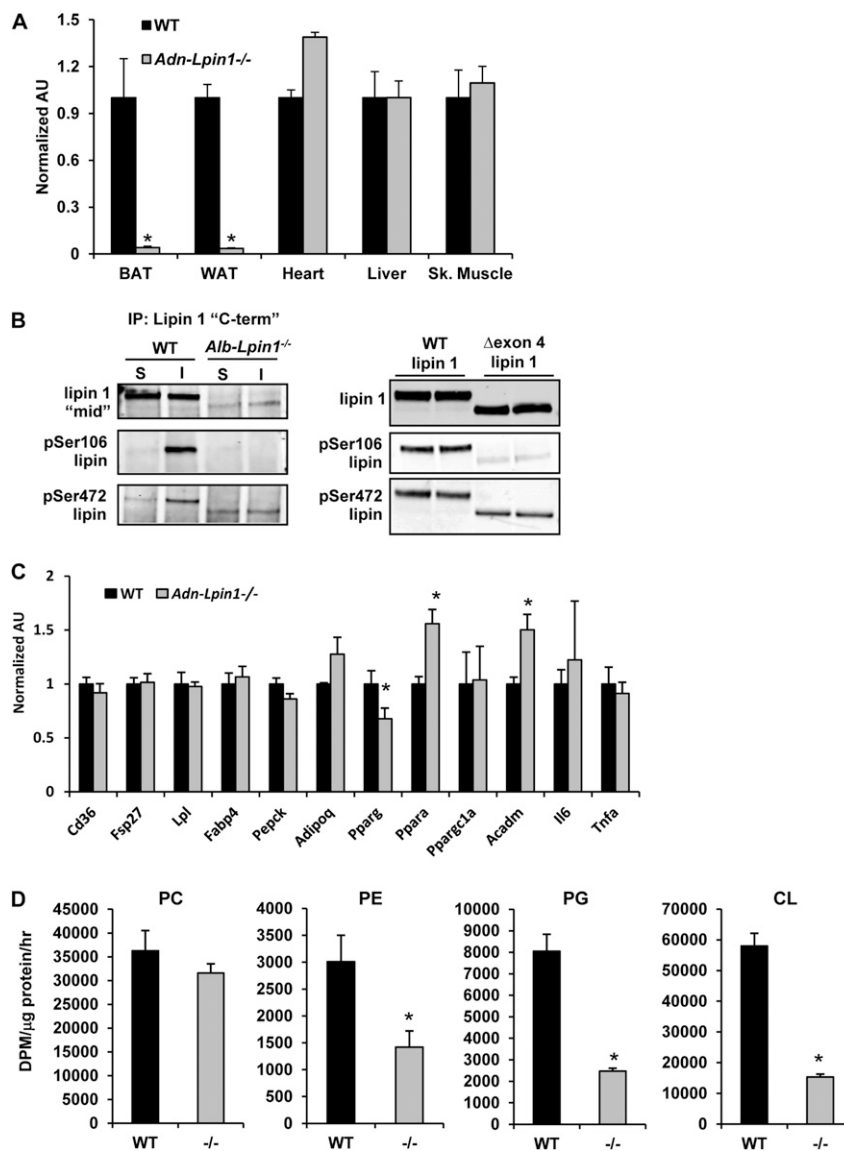 A
WT
Adn-Lpin1-/-
Normalized AU
1.5
1.2
0.9
0.6
0.3
0
*
*
BAT WAT Heart Liver Sk. Muscle
B
IP: Lipin 1 “C-term”
WT Alb-Lpin1-/-
S I S I
lipin 1
“mid”
pSer106
lipin
pSer472
lipin
WT
lipin 1
Δexon 4
lipin 1
lipin 1
pSer106
lipin
pSer472
lipin
C
WT Adn-Lpin1-/-
Normalized AU
2
1.5
1
0.5
0
*
*
*
Cd36 Fsp27 Lpl Fabp4 Pepck Adipoq Pparg Ppara Ppargc1a Acadm Il6 Tnfa
D
DPM/µg protein/hr
PC
45000
40000
35000
30000
25000
20000
15000
10000
5000
0
WT -/-
PE
4000
3500
3000
2500
2000
1500
1000
500
0
*
WT -/-
PG
10000
9000
8000
7000
6000
5000
4000
3000
2000
1000
0
*
WT -/-
CL
70000
60000
50000
40000
30000
20000
10000
0
*
WT -/-